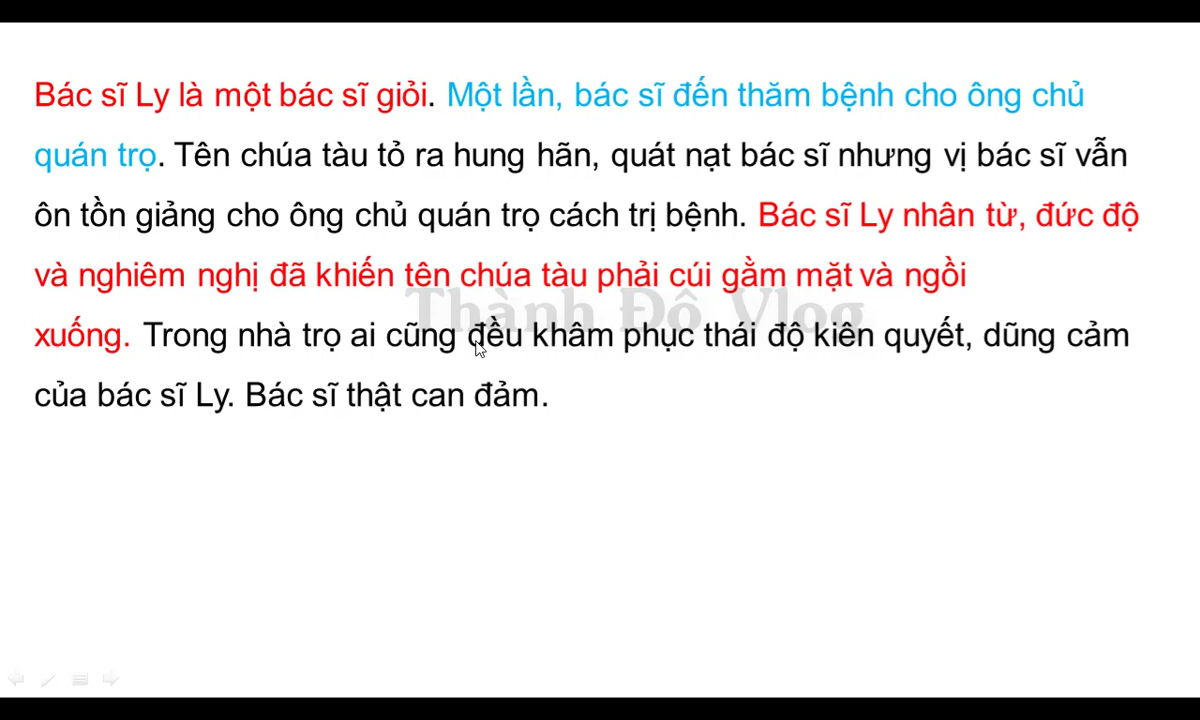 Bác sĩ Ly là một bác sĩ giỏi. Một lần, bác sĩ đến thăm bệnh cho ông chủ
quán trọ. Tên chúa tàu tỏ ra hung hãn, quát nạt bác sĩ nhưng vị bác sĩ vẫn
ôn tồn giảng cho ông chủ quán trọ cách trị bệnh. Bác sĩ Ly nhân từ, đức độ
và nghiêm nghị đã khiến tên chúa tàu phải cúi gằm mặt và ngồi
Thành Đô Vlog
xuống. Trong nhà trọ ai cũng đều khâm phục thái độ kiên quyết, dũng cảm
của bác sĩ Ly. Bác sĩ thật can đảm.